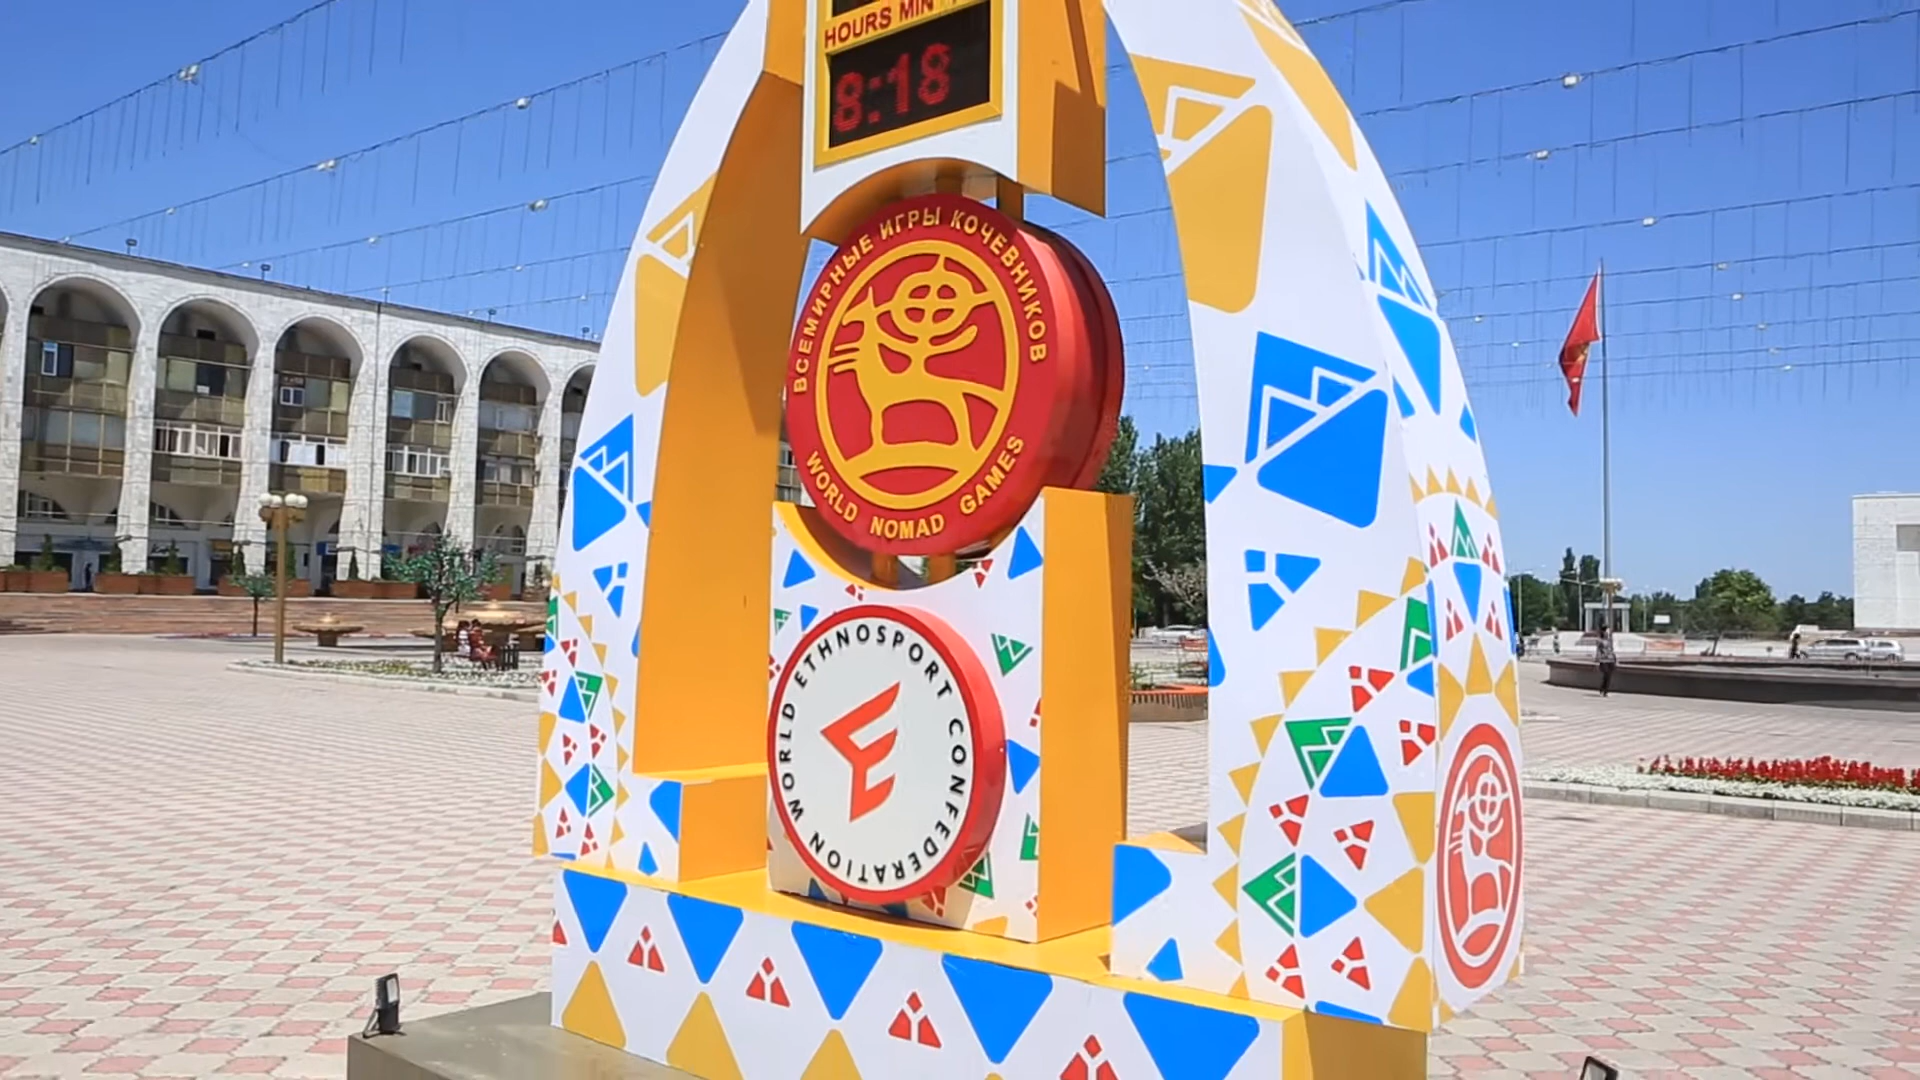 HOURS MIN
8:18
ВСЕМИРНЫЕ ИГРЫ КОЧЕВНИКОВ
WORLD NOMAD GAMES
WORLD ETHNOSPORT CONFEDERATION
E